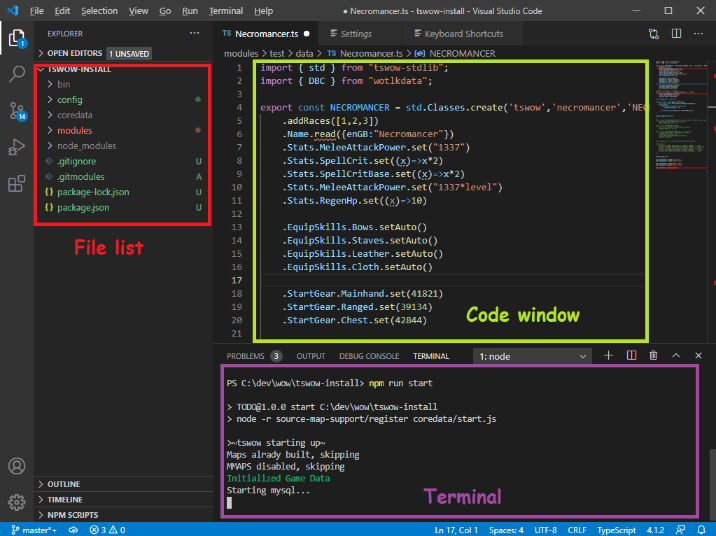 File Edit Selection View Go Run Terminal Help
● Necromancer.ts - tswow-install - Visual Studio Code
EXPLORER
OPEN EDITORS 1 UNSAVED
TSWOW-INSTALL
bin
config
coredata
modules
node_modules
.gitignore U
.gitmodules A
package-lock.json U
package.json U
File list
14
OUTLINE
TIMELINE
NPM SCRIPTS
TS Necromancer.ts ●
Settings
Keyboard Shortcuts
modules > test > data > TS Necromancer.ts > NECROMANCER
1 import { std } from "tswow-stdlib";
2 import { DBC } from "wotlkdata";
3
4 export const NECROMANCER = std.Classes.create('tswow','necromancer','NEC
5 .addRaces([1,2,3])
6 .Name.read({enGB:"Necromancer"})
7 .Stats.MeleeAttackPower.set("1337")
8 .Stats.SpellCrit.set((x)=>x*2)
9 .Stats.SpellCritBase.set((x)=>x*2)
10 .Stats.MeleeAttackPower.set("1337*level")
11 .Stats.RegenHp.set((x)=>10)
12
13 .EquipSkills.Bows.setAuto()
14 .EquipSkills.Staves.setAuto()
15 .EquipSkills.Leather.setAuto()
16 .EquipSkills.Cloth.setAuto()
17
18 .StartGear.Mainhand.set(41821)
19 .StartGear.Ranged.set(39134)
20 .StartGear.Chest.set(42844)
21
Code window
PROBLEMS 3 OUTPUT DEBUG CONSOLE TERMINAL 1: node
PS C:\dev\wow\tswow-install> npm run start
> TODO@1.0.0 start C:\dev\wow\tswow-install
> node -r source-map-support/register coredata/start.js
>~tswow starting up~
Maps alrady built, skipping
MMAPS disabled, skipping
Initialized Game Data
Starting mysql...
Terminal
master*+ 3 0 Ln 17, Col 1 Spaces: 4 UTF-8 CRLF TypeScript 4.1.2